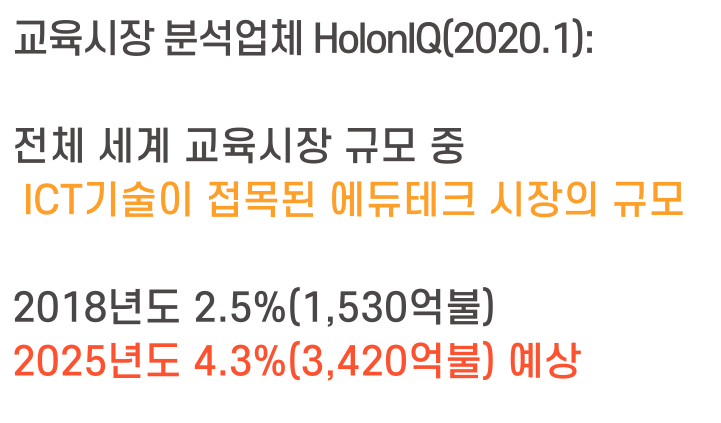 교육시장 분석업체 HolonIQ(2020.1):
전체 세계 교육시장 규모 중
ICT기술이 접목된 에듀테크 시장의 규모
2018년도 2.5%(1,530억불)
2025년도 4.3%(3,420억불) 예상